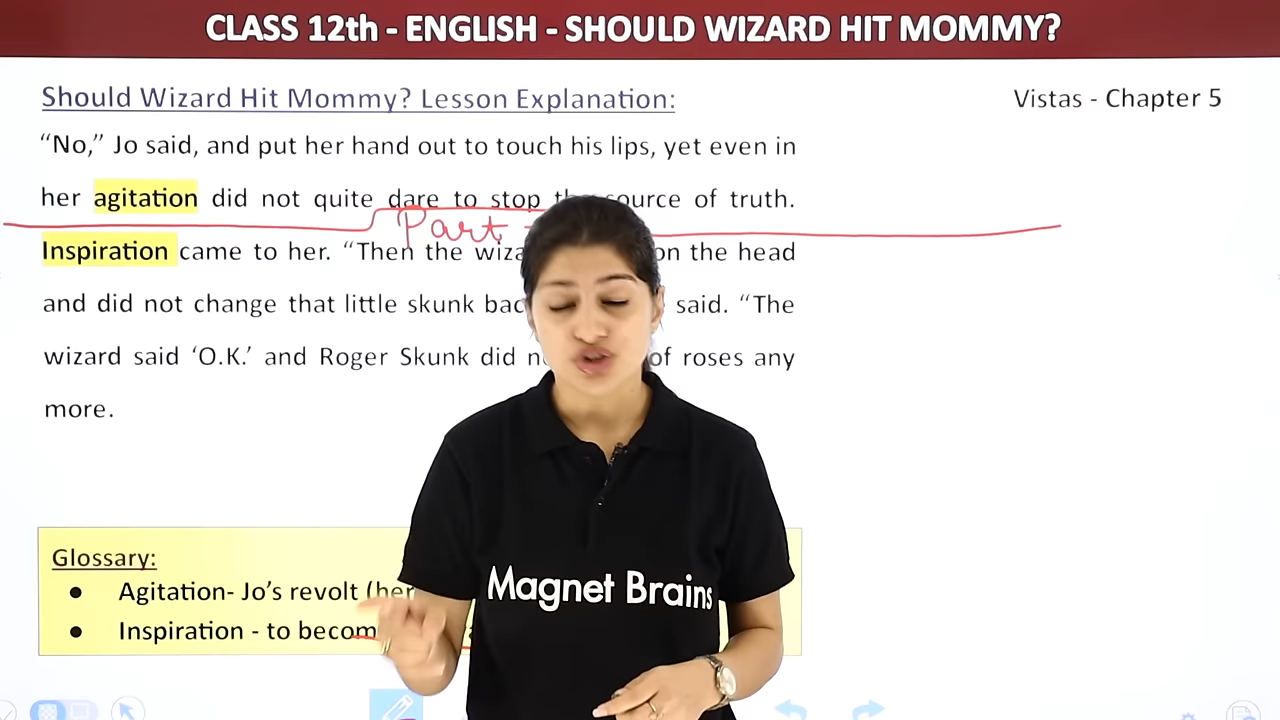 CLASS 12th - ENGLISH - SHOULD WIZARD HIT MOMMY?
Should Wizard Hit Mommy? Lesson Explanation:
Vistas - Chapter 5
“No,” Jo said, and put her hand out to touch his lips, yet even in
her agitation did not quite dare to stop source of truth.
Part
Inspiration came to her. “Then the on the head
and did not change that little skunk said. “The
wizard said ‘O.K.’ and Roger Skunk did of roses any
more.
Glossary:
Agitation- Jo’s revolt (her
Inspiration - to
Magnet Brains